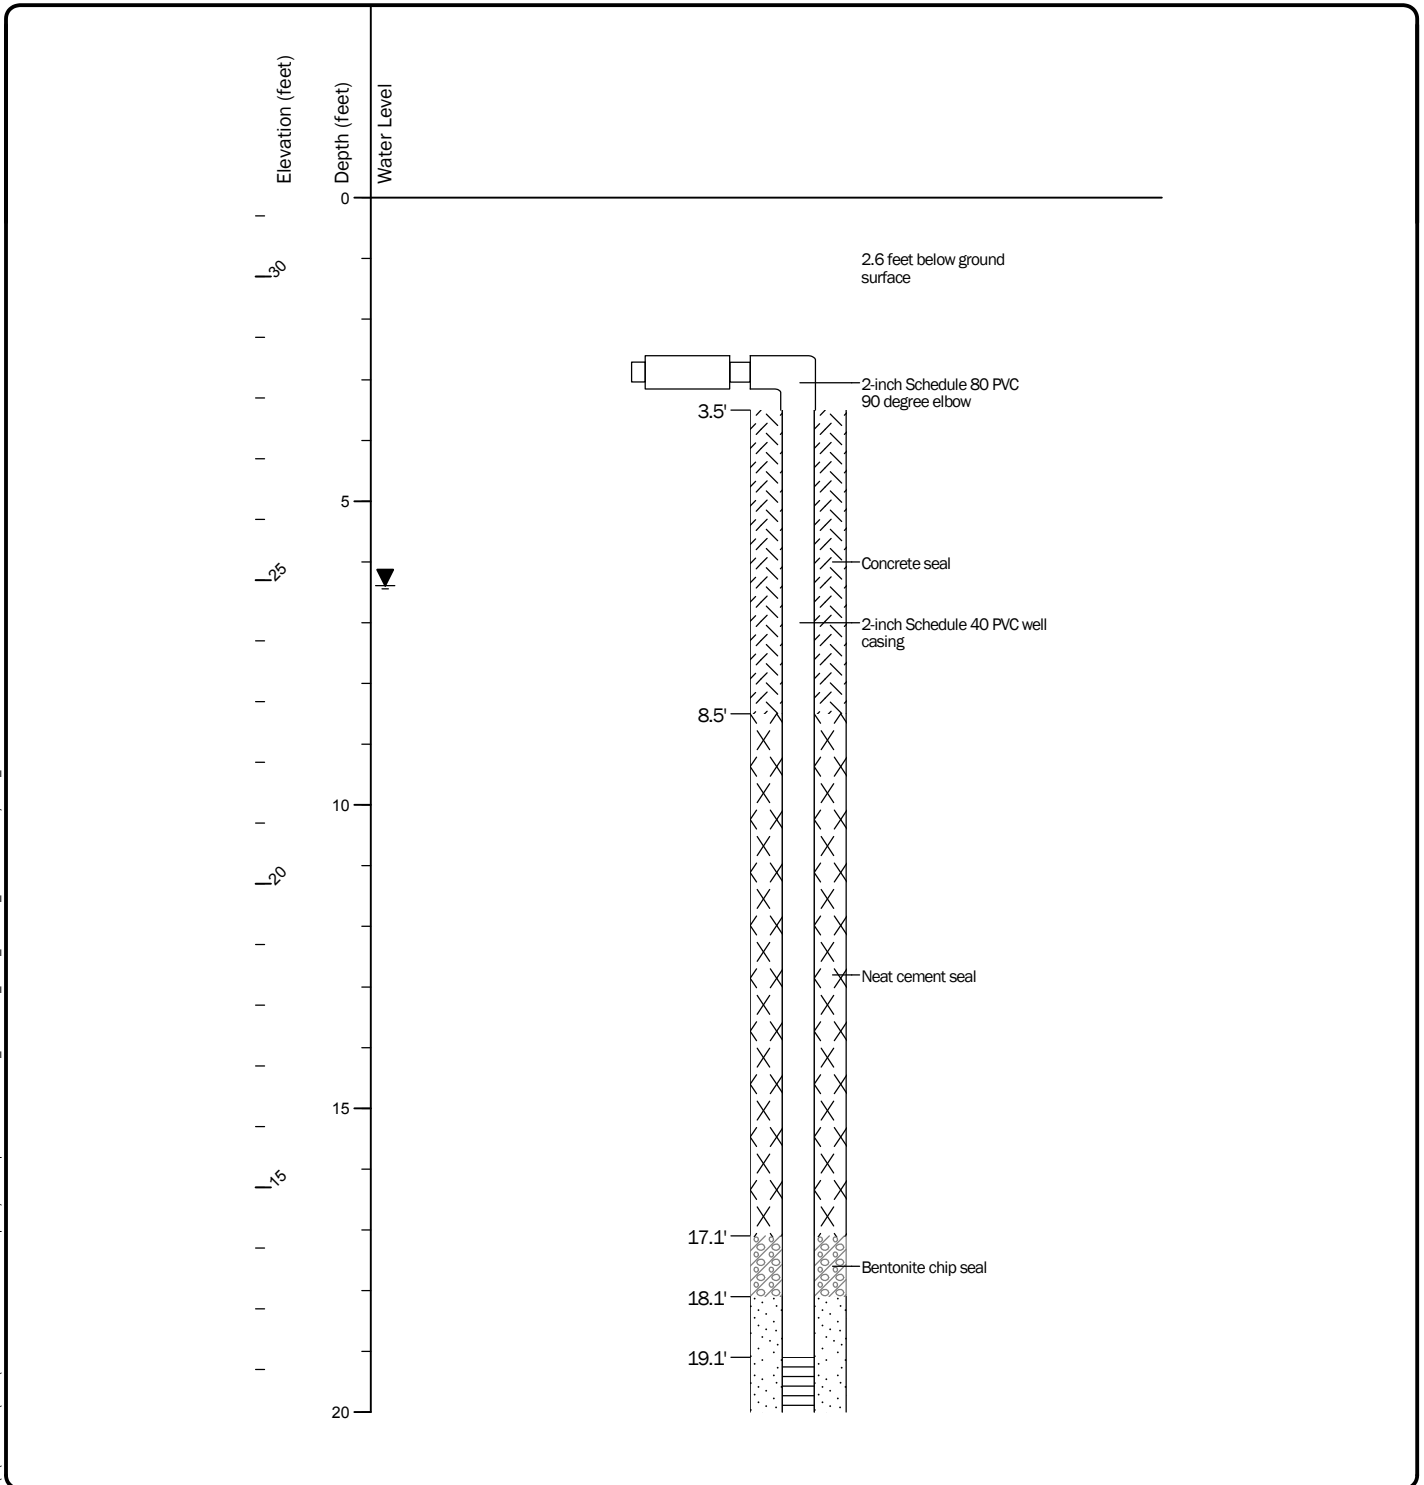 Elevation (feet)
Depth (feet)
Water Level
0
2.6 feet below ground
surface
30
2-inch Schedule 80 PVC
90 degree elbow
3.5'
5
Concrete seal
25
2-inch Schedule 40 PVC well
casing
8.5'
10
20
Neat cement seal
15
15
17.1'
Bentonite chip seal
18.1'
19.1'
20